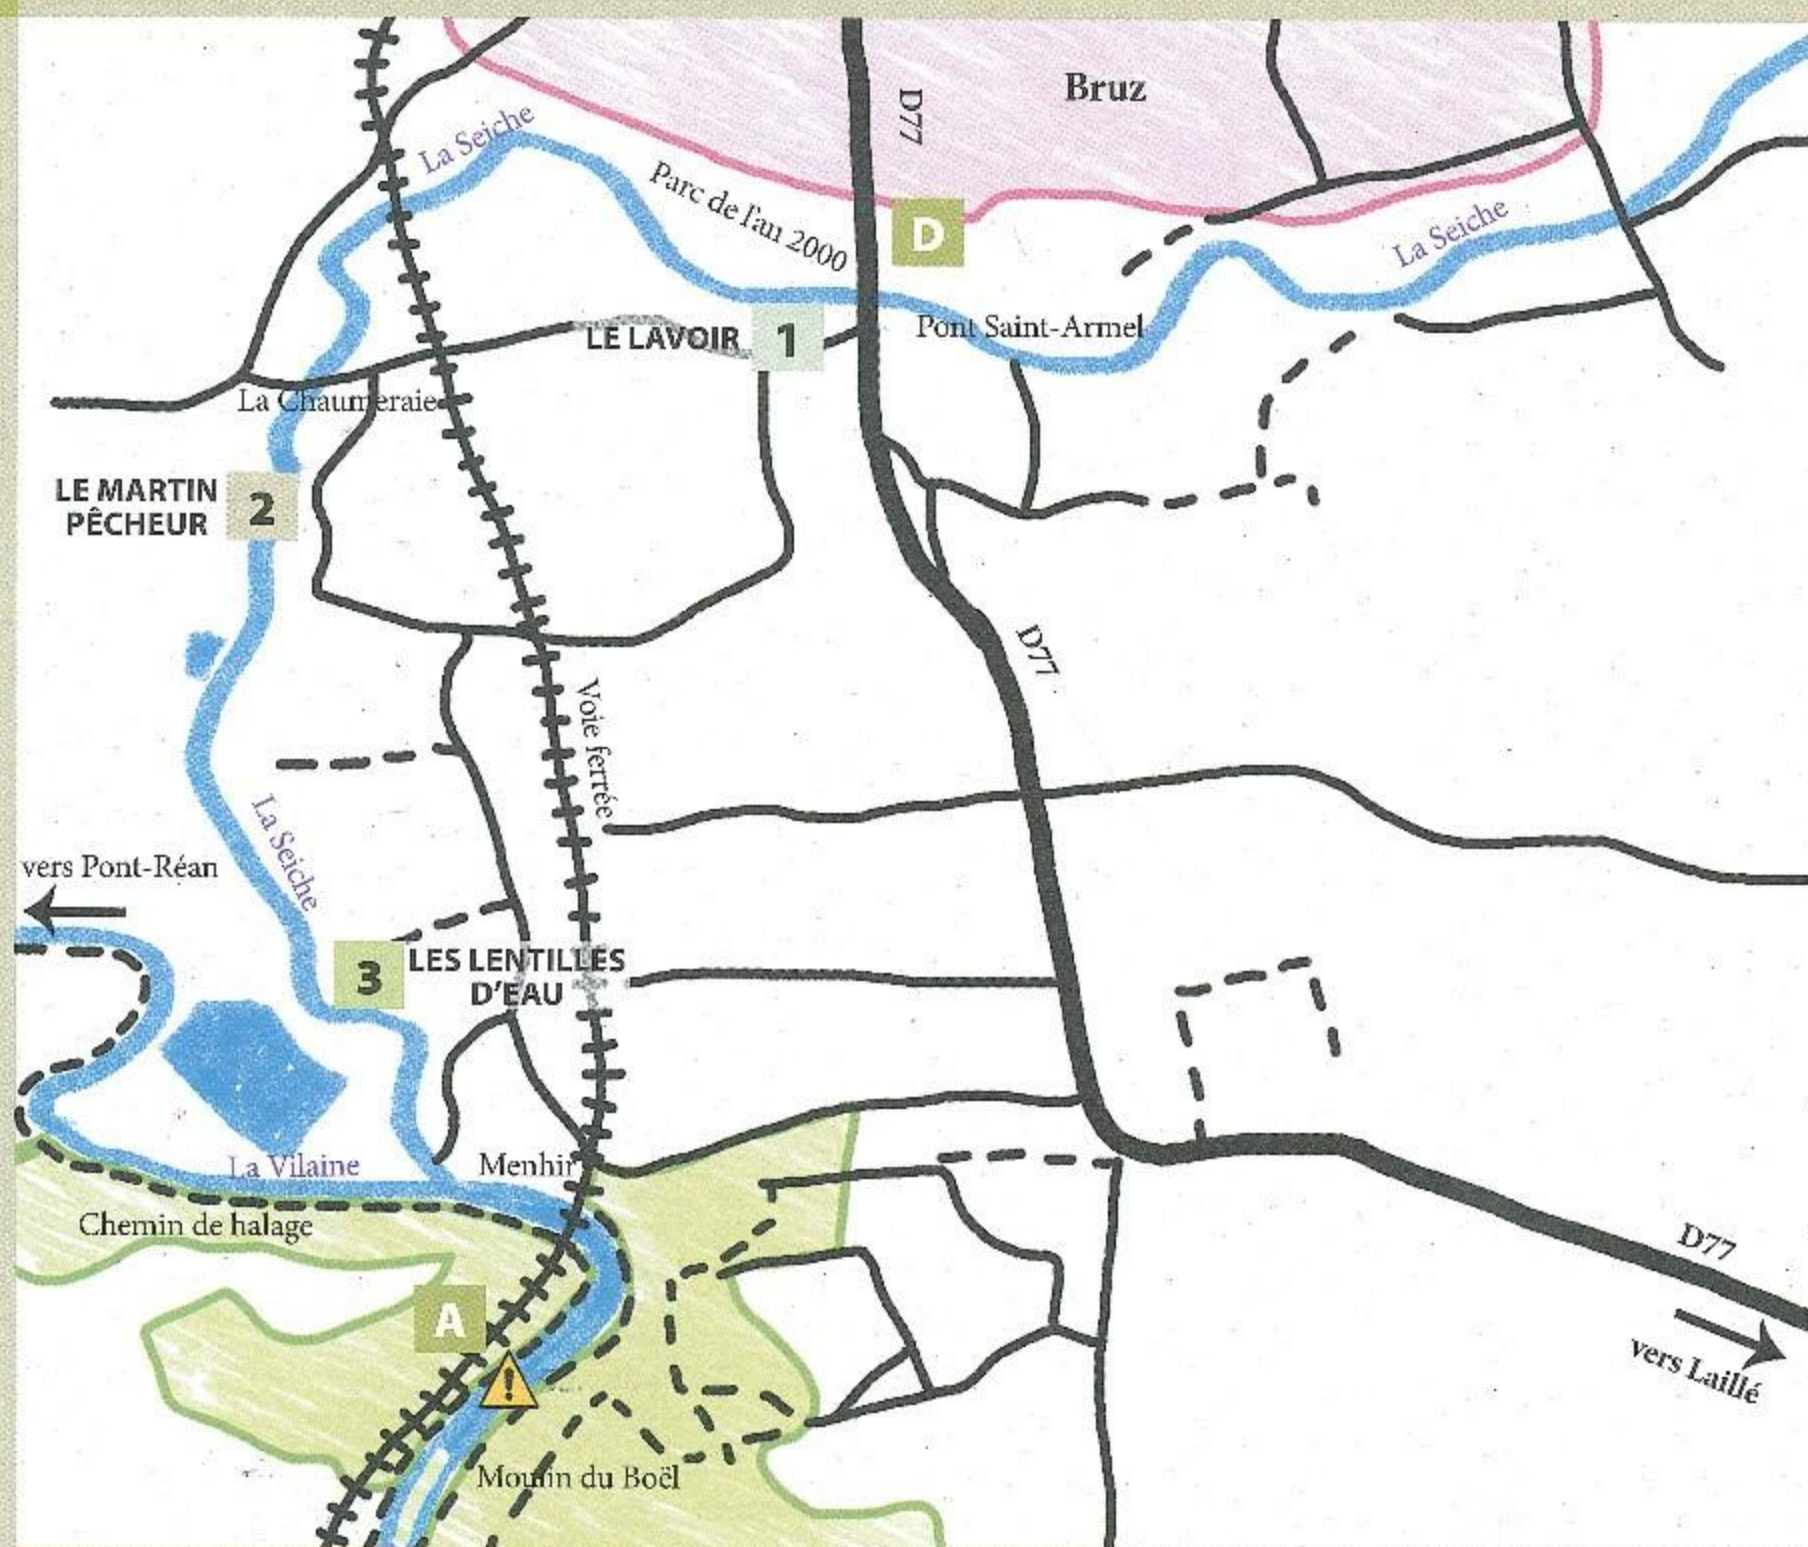 Bruz
D77
La Seiche
Parc de l'an 2000
D
La Seiche
LE LAVOIR
1
Pont Saint-Armel
La Chaumeraie
LE MARTIN
PÊCHEUR
2
D77
Voie ferrée
La Seiche
vers Pont-Réan
3
LES LENTILLES
D'EAU
La Vilaine
Menhir
Chemin de halage
D77
A
!
vers Laillé
Moulin du Boël